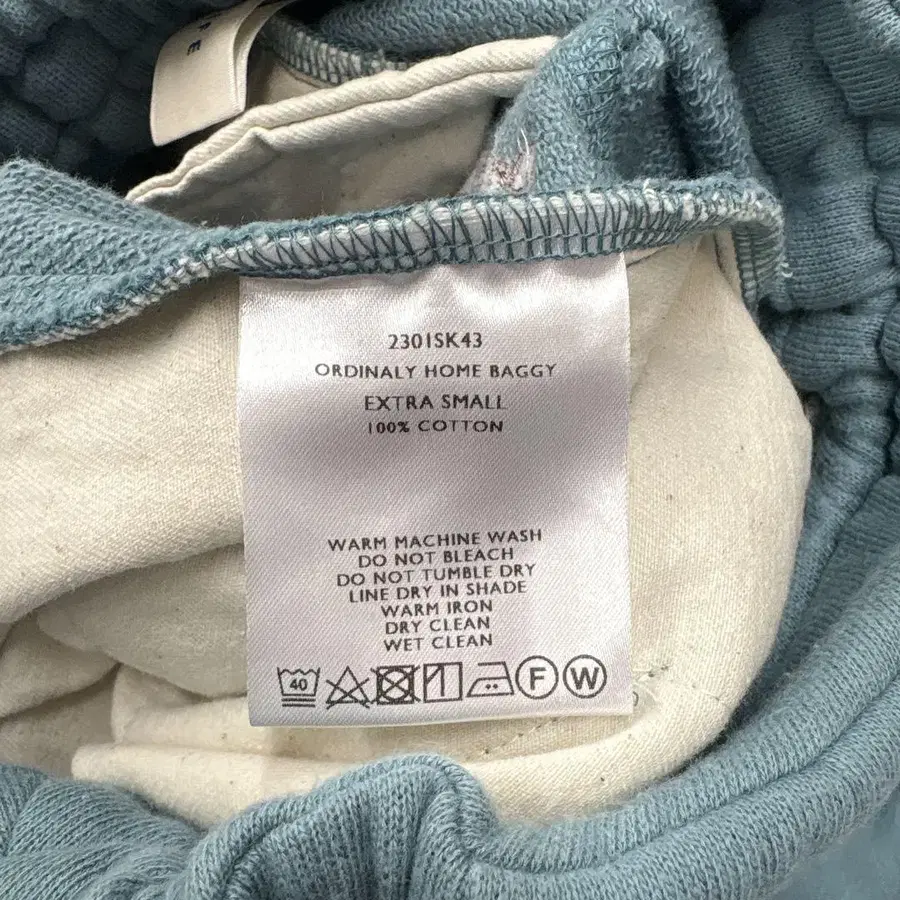 PE
2301SK43
ORDINALY HOME BAGGY
EXTRA SMALL
100% COTTON
WARM MACHINE WASH
DO NOT BLEACH
DO NOT TUMBLE DRY
LINE DRY IN SHADE
WARM IRON
DRY CLEAN
WET CLEAN
40 F W